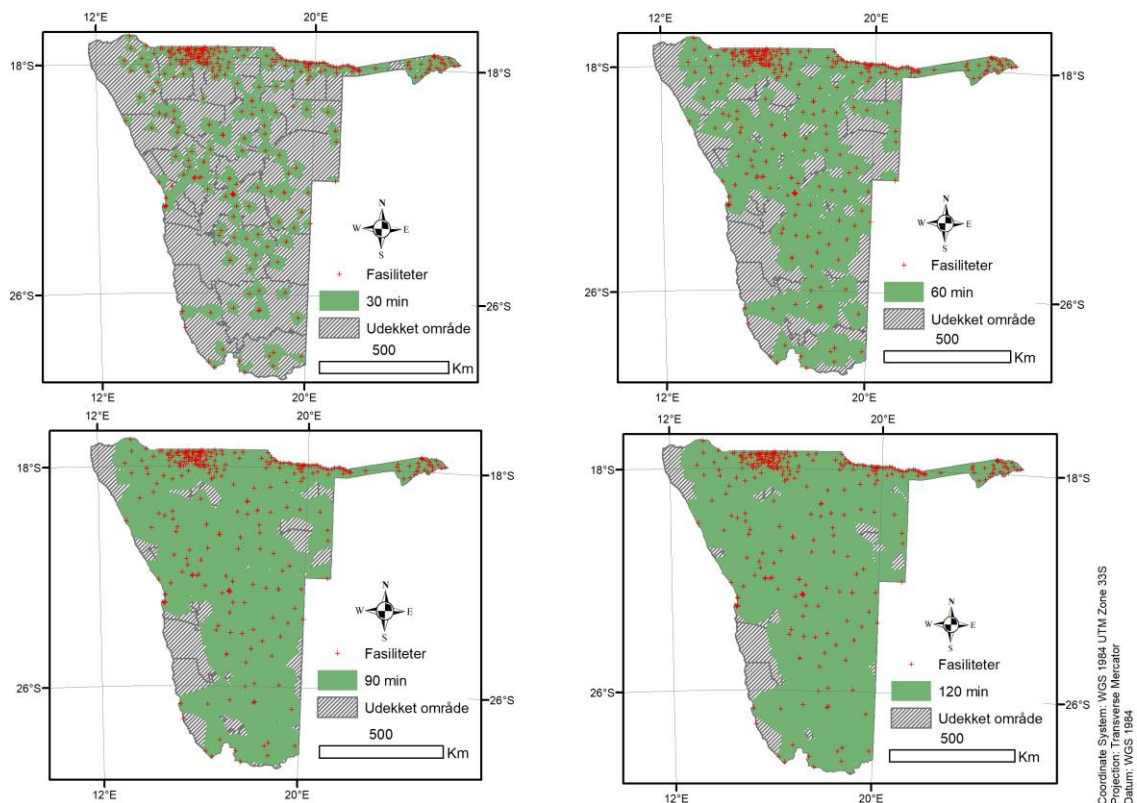 12°E
20°E
18°S
18°S
N
W E
S
Fasiliteter
30 min
Udekket område
500
Km
26°S
26°S
12°E
20°E
12°E
20°E
18°S
18°S
N
W E
S
Fasiliteter
60 min
Udekket område
500
Km
26°S
26°S
12°E
20°E
12°E
20°E
18°S
18°S
N
W E
S
Fasiliteter
90 min
Udekket område
500
Km
26°S
26°S
12°E
20°E
12°E
20°E
18°S
18°S
N
W E
S
Fasiliteter
120 min
Udekket område
500
Km
26°S
26°S
12°E
20°E
Coordinate System: WGS 1984 UTM Zone 33S
Projection: Transverse Mercator
Datum: WGS 1984